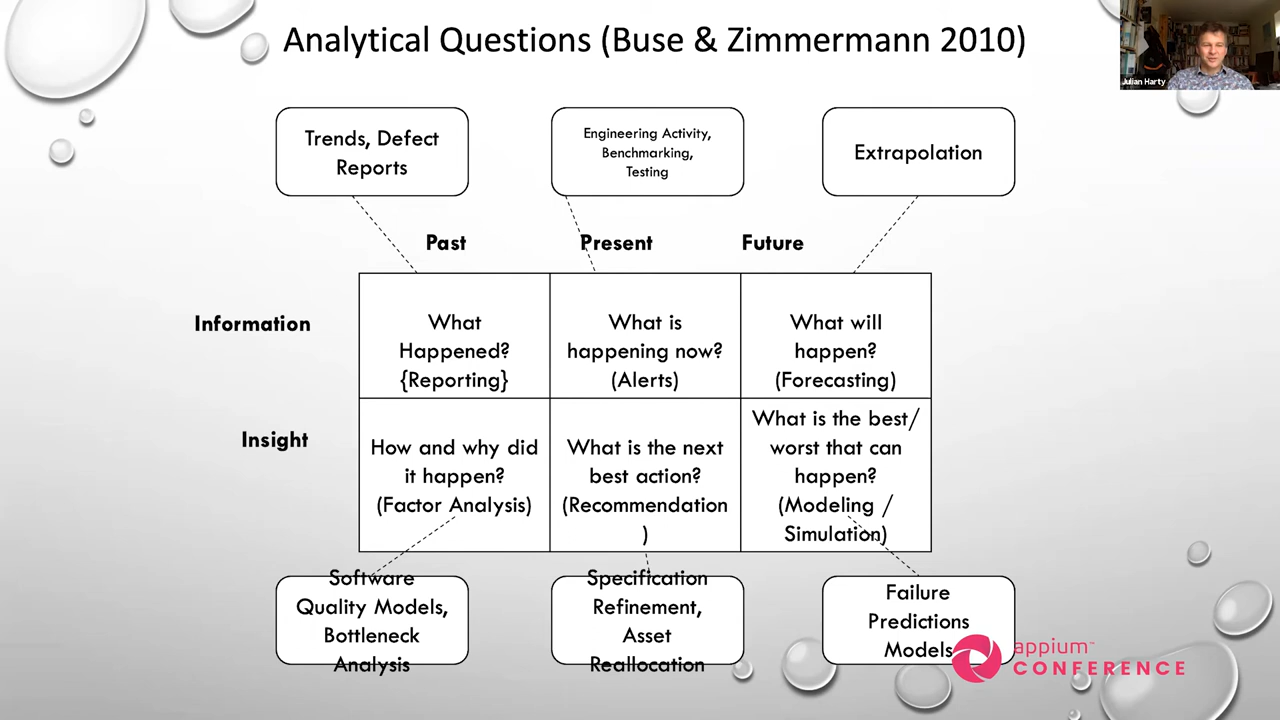 Analytical Questions (Buse & Zimmermann 2010)
Julian Harty
Trends, Defect
Reports
Engineering Activity,
Benchmarking,
Testing
Extrapolation
Past
Present
Future
Information
What
Happened?
{Reporting}
What is
happening now?
(Alerts)
What will
happen?
(Forecasting)
Insight
How and why did
it happen?
(Factor Analysis)
What is the next
best action?
(Recommendation
)
What is the best/
worst that can
happen?
(Modeling /
Simulation)
Software
Quality Models,
Bottleneck
Analysis
Specification
Refinement,
Asset
Reallocation
Failure
Predictions
Models
appium™
CONFERENCE